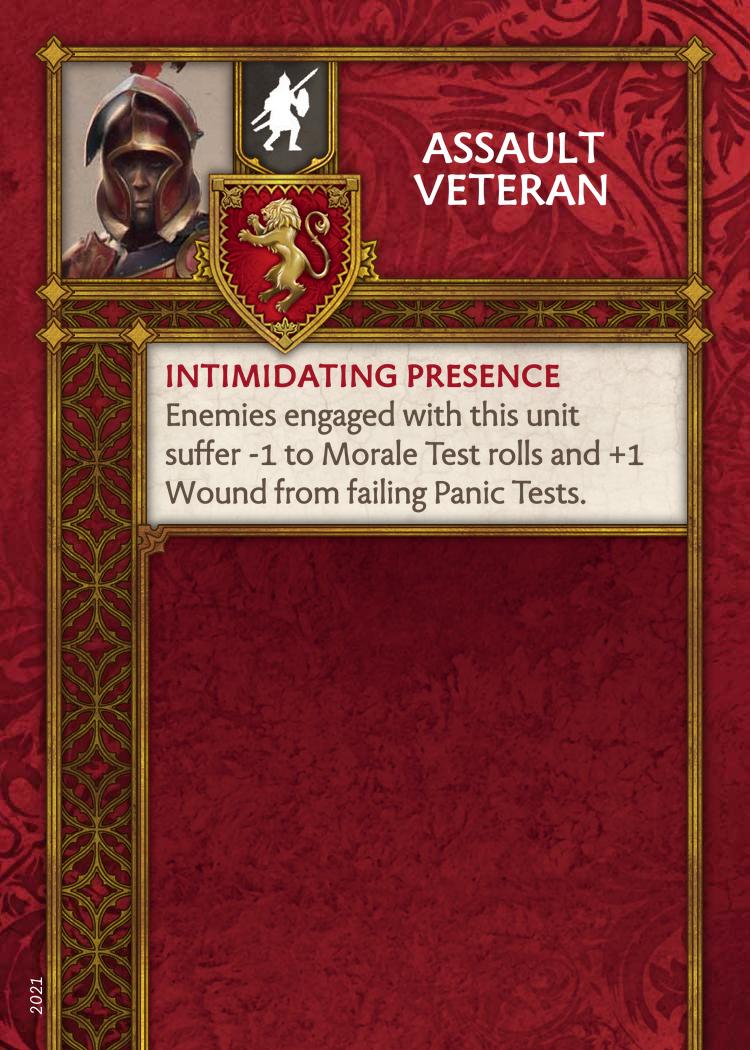 ASSAULT
VETERAN
INTIMIDATING PRESENCE
Enemies engaged with this unit
suffer -1 to Morale Test rolls and +1
Wound from failing Panic Tests.
2021